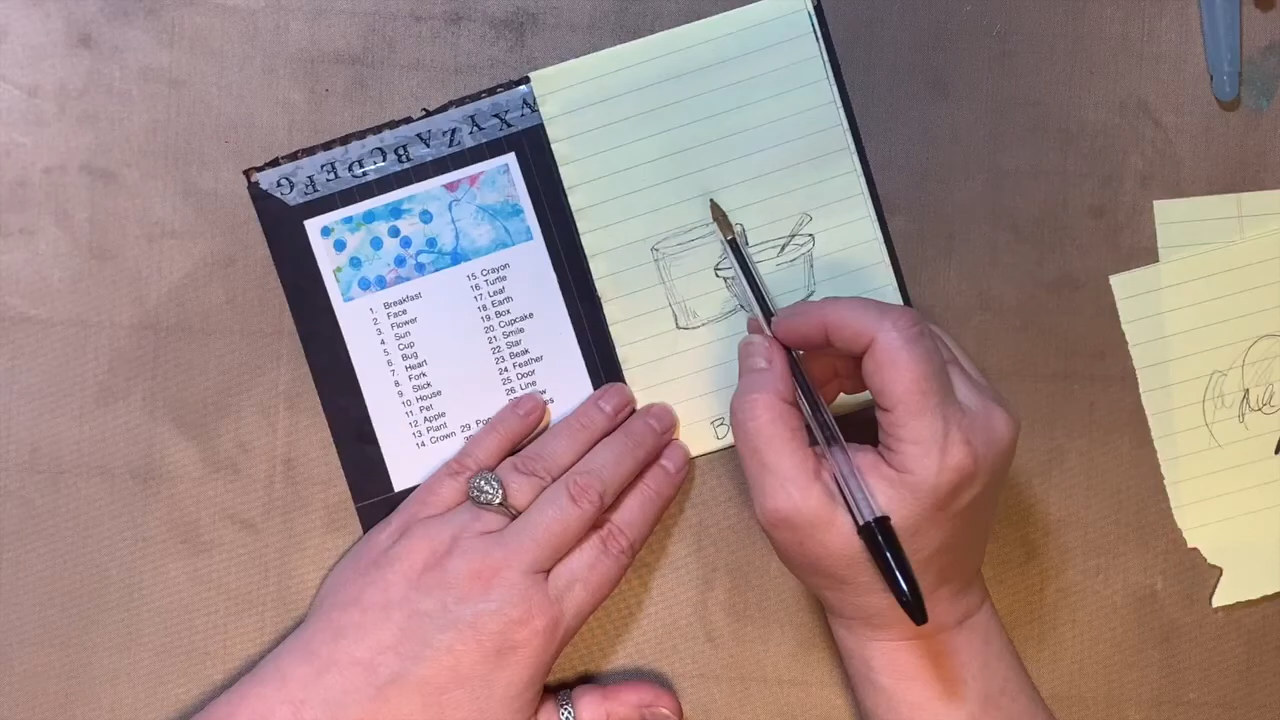 W X Y Z A B C D E F G
1. Breakfast
2. Face
3. Flower
4. Sun
5. Cup
6. Bug
7. Heart
8. Fork
9. Stick
10. House
11. Pet
12. Apple
13. Plant
14. Crown
15. Crayon
16. Turtle
17. Leaf
18. Earth
19. Box
20. Cupcake
21. Smile
22. Star
23. Beak
24. Feather
25. Door
26. Line
29.
B